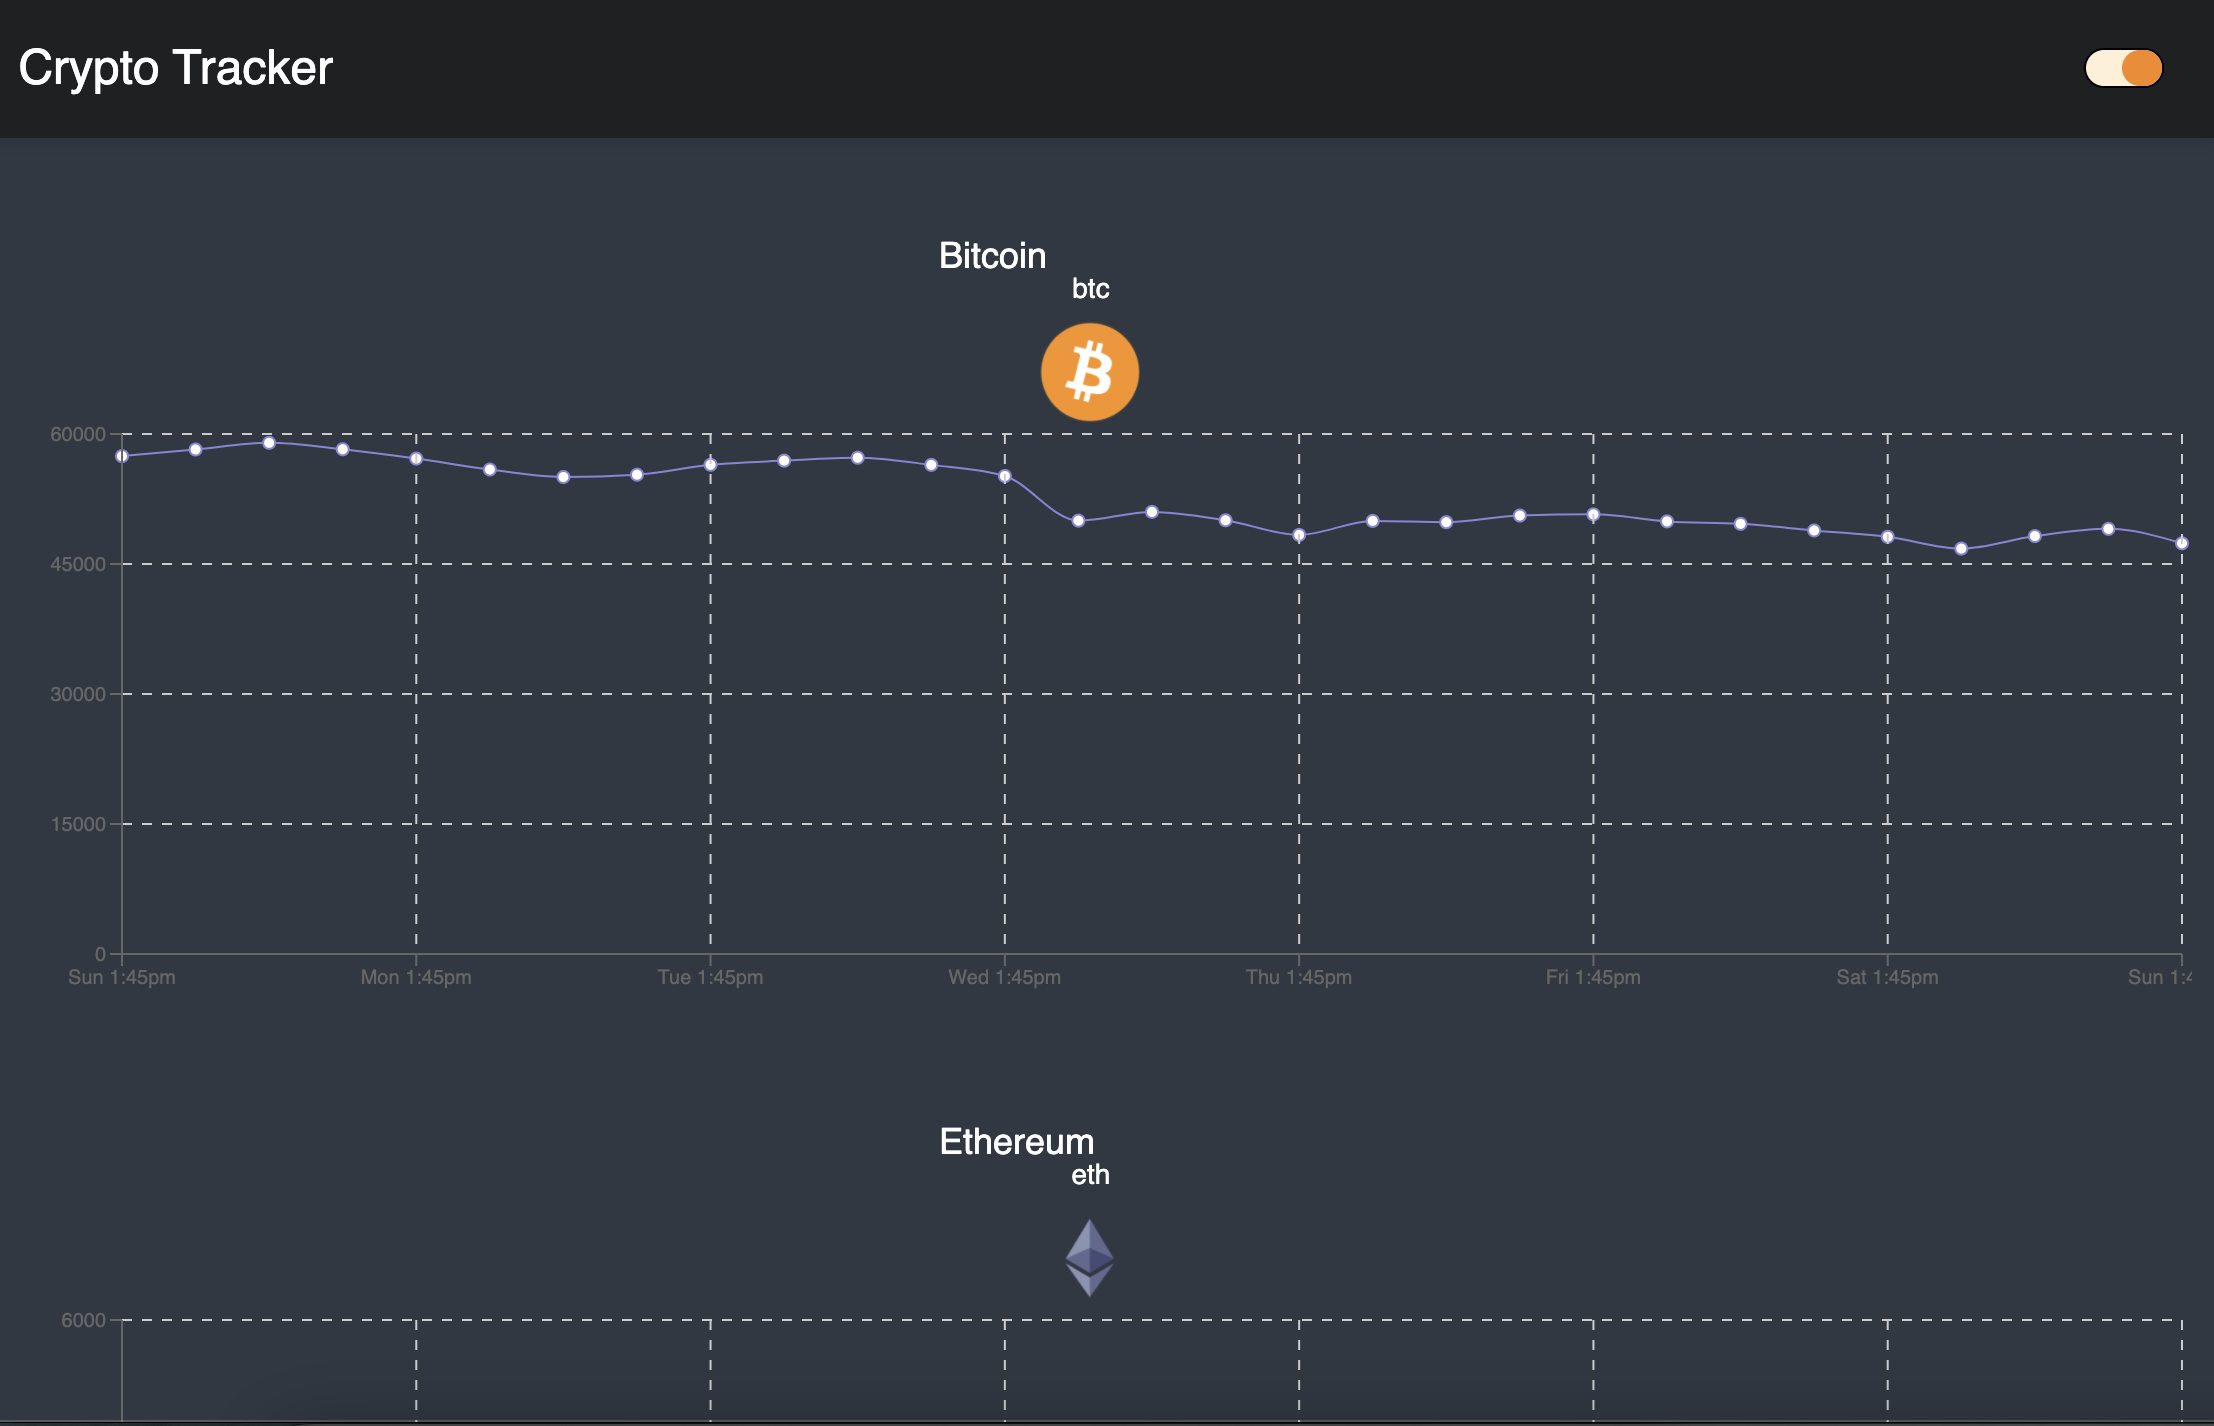 Crypto Tracker
Bitcoin
btc
60000
45000
30000
15000
0
Sun 1:45pm Mon 1:45pm Tue 1:45pm Wed 1:45pm Thu 1:45pm Fri 1:45pm Sat 1:45pm Sun 1:4
Ethereum
eth
6000